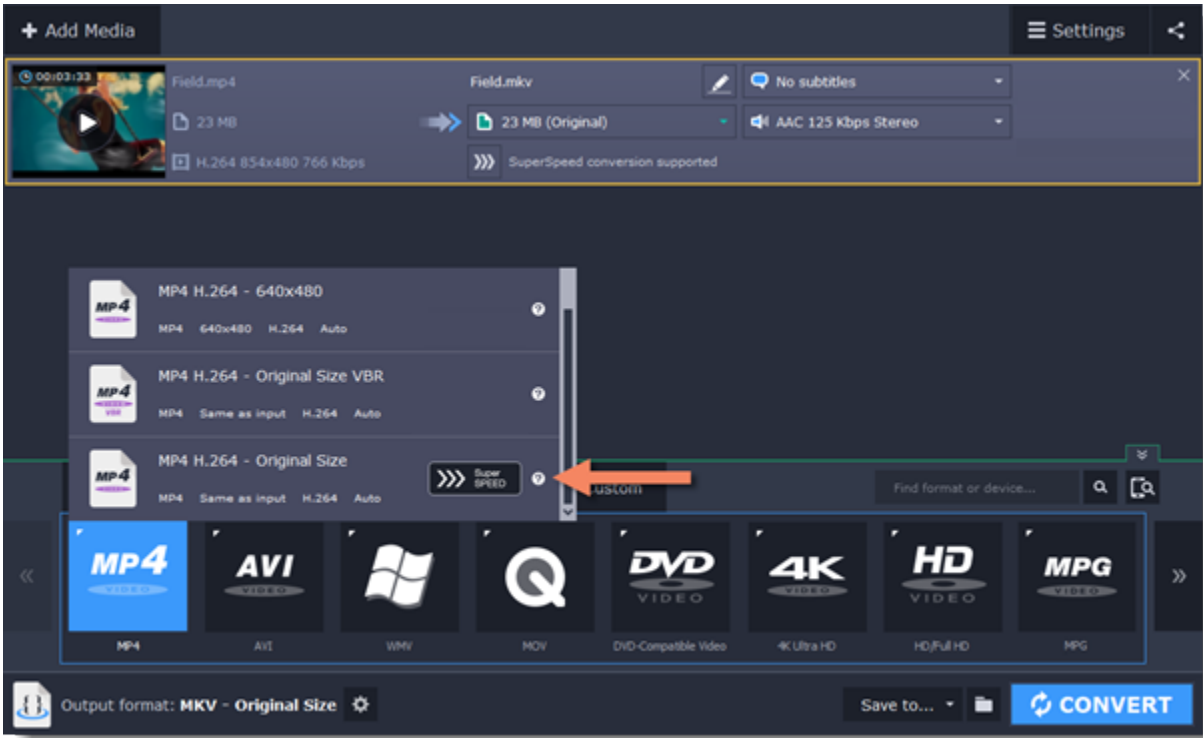 Add Media
Settings
00:03:33
Field.mp4
Field.mkv
No subtitles
23 MB
23 MB (Original)
AAC 125 Kbps Stereo
H.264 854x480 766 Kbps
SuperSpeed conversion supported
MP4
MP4 H.264 - 640x480
MP4 640x480 H.264 Auto
MP4
VBR
MP4 H.264 - Original Size VBR
MP4 Same as input H.264 Auto
MP4
MP4 H.264 - Original Size
Super
SPEED
MP4 Same as input H.264 Auto
Find format or device...
MP4
VIDEO
AVI
VIDEO
DVD
VIDEO
4K
VIDEO
HD
VIDEO
MPG
VIDEO
MP4
AVI
WMV
MOV
DVD-Compatible Video
4K Ultra HD
HD/Full HD
MPG
Output format: MKV - Original Size
Save to...
CONVERT